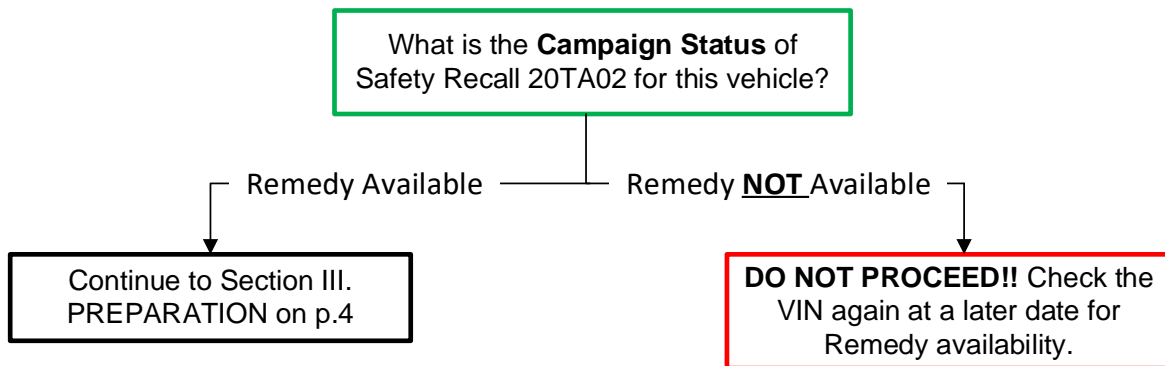 What is the Campaign Status of
Safety Recall 20TA02 for this vehicle?
Remedy Available
Remedy NOT Available
Continue to Section III.
PREPARATION on p.4
DO NOT PROCEED!! Check the
VIN again at a later date for
Remedy availability.